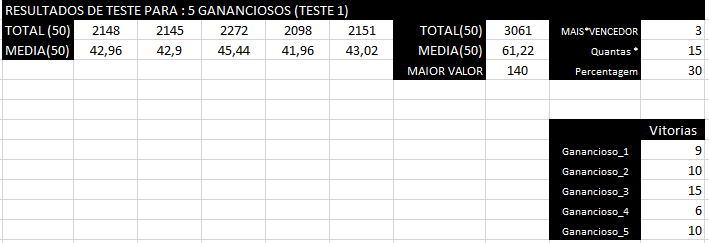 RESULTADOS DE TESTE PARA : 5 GANANCIOSOS (TESTE 1)
TOTAL (50) 2148 2145 2272 2098 2151 TOTAL(50) 3061 MAIS*VENCEDOR 3
MEDIA(50) 42,96 42,9 45,44 41,96 43,02 MEDIA(50) 61,22 Quantas * 15
MAIOR VALOR 140 Percentagem 30
Vitorias
Ganancioso_1 9
Ganancioso_2 10
Ganancioso_3 15
Ganancioso_4 6
Ganancioso_5 10